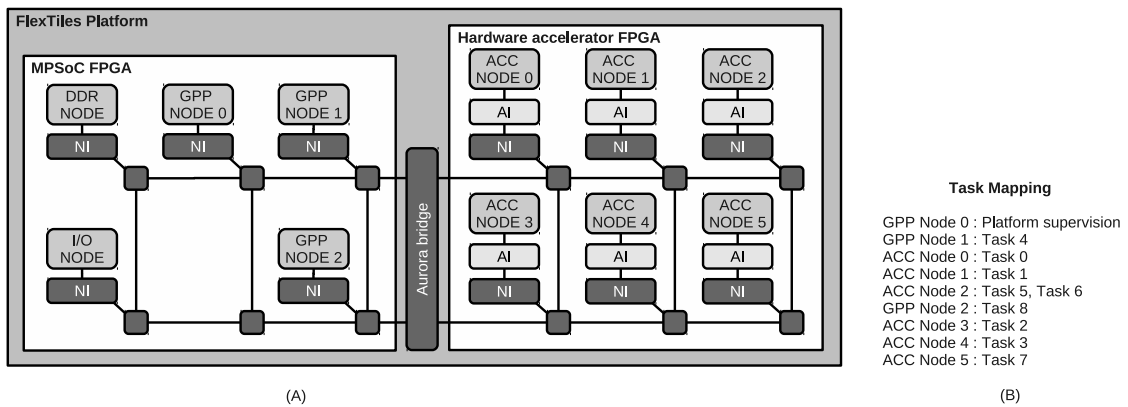 FlexTiles Platform
MPSoC FPGA
DDR
NODE
NI
GPP
NODE 0
NI
GPP
NODE 1
NI
I/O
NODE
NI
GPP
NODE 2
NI
Aurora bridge
Hardware accelerator FPGA
ACC
NODE 0
AI
NI
ACC
NODE 1
AI
NI
ACC
NODE 2
AI
NI
ACC
NODE 3
AI
NI
ACC
NODE 4
AI
NI
ACC
NODE 5
AI
NI
(A)
Task Mapping
GPP Node 0 : Platform supervision
GPP Node 1 : Task 4
ACC Node 0 : Task 0
ACC Node 1 : Task 1
ACC Node 2 : Task 5, Task 6
GPP Node 2 : Task 8
ACC Node 3 : Task 2
ACC Node 4 : Task 3
ACC Node 5 : Task 7
(B)